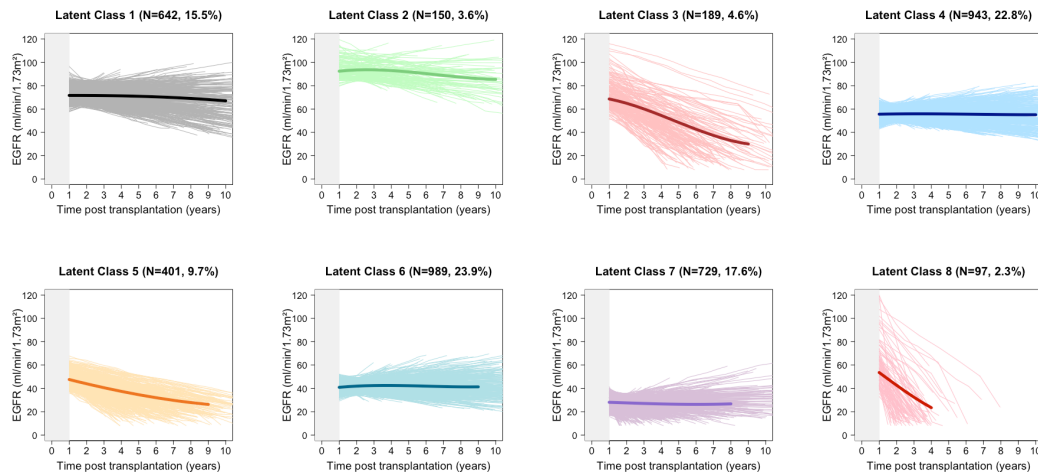 Latent Class 1 (N=642, 15.5%)
EGFR (ml/min/1.73m²)
120
100
80
60
40
20
0
0 1 2 3 4 5 6 7 8 9 10
Time post transplantation (years)
Latent Class 2 (N=150, 3.6%)
EGFR (ml/min/1.73m²)
120
100
80
60
40
20
0
0 1 2 3 4 5 6 7 8 9 10
Time post transplantation (years)
Latent Class 3 (N=189, 4.6%)
EGFR (ml/min/1.73m²)
120
100
80
60
40
20
0
0 1 2 3 4 5 6 7 8 9 10
Time post transplantation (years)
Latent Class 4 (N=943, 22.8%)
EGFR (ml/min/1.73m²)
120
100
80
60
40
20
0
0 1 2 3 4 5 6 7 8 9 10
Time post transplantation (years)
Latent Class 5 (N=401, 9.7%)
EGFR (ml/min/1.73m²)
120
100
80
60
40
20
0
0 1 2 3 4 5 6 7 8 9 10
Time post transplantation (years)
Latent Class 6 (N=989, 23.9%)
EGFR (ml/min/1.73m²)
120
100
80
60
40
20
0
0 1 2 3 4 5 6 7 8 9 10
Time post transplantation (years)
Latent Class 7 (N=729, 17.6%)
EGFR (ml/min/1.73m²)
120
100
80
60
40
20
0
0 1 2 3 4 5 6 7 8 9 10
Time post transplantation (years)
Latent Class 8 (N=97, 2.3%)
EGFR (ml/min/1.73m²)
120
100
80
60
40
20
0
0 1 2 3 4 5 6 7 8 9 10
Time post transplantation (years)